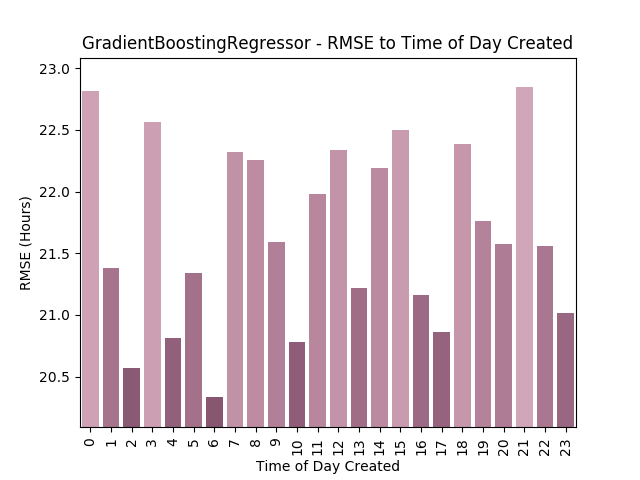 GradientBoostingRegressor - RMSE to Time of Day Created
23.0
22.5
22.0
21.5
21.0
20.5
RMSE (Hours)
0 1 2 3 4 5 6 7 8 9 10 11 12 13 14 15 16 17 18 19 20 21 22 23
Time of Day Created